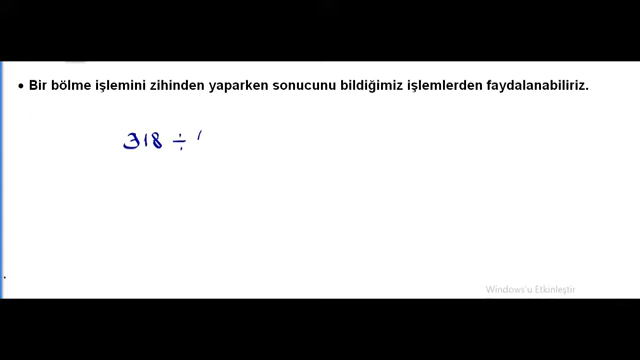 • Bir bölme işlemini zihinden yaparken sonucunu bildiğimiz işlemlerden faydalanabiliriz.
318 ÷
Windows'u Etkinleştir